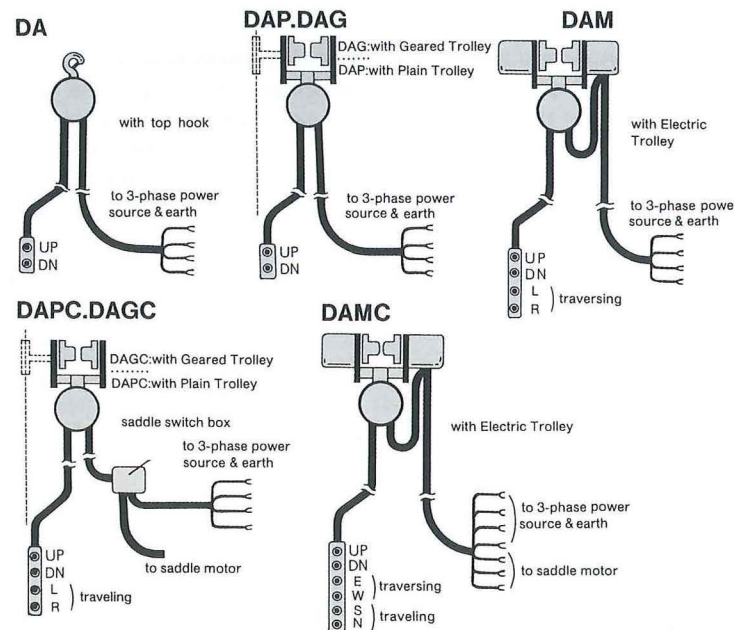 DA
with top hook
to 3-phase power
source & earth
UP
DN
DAP.DAG
DAG:with Geared Trolley
DAP:with Plain Trolley
to 3-phase power
source & earth
UP
DN
DAM
with Electric
Trolley
to 3-phase powe
source & earth
UP
DN
L
traversing
R
DAPC.DAGC
DAGC:with Geared Trolley
DAPC:with Plain Trolley
saddle switch box
to 3-phase power
source & earth
to saddle motor
UP
DN
L
traveling
R
DAMC
with Electric Trolley
to 3-phase power
source & earth
to saddle motor
UP
DN
E
traversing
W
S
traveling
N